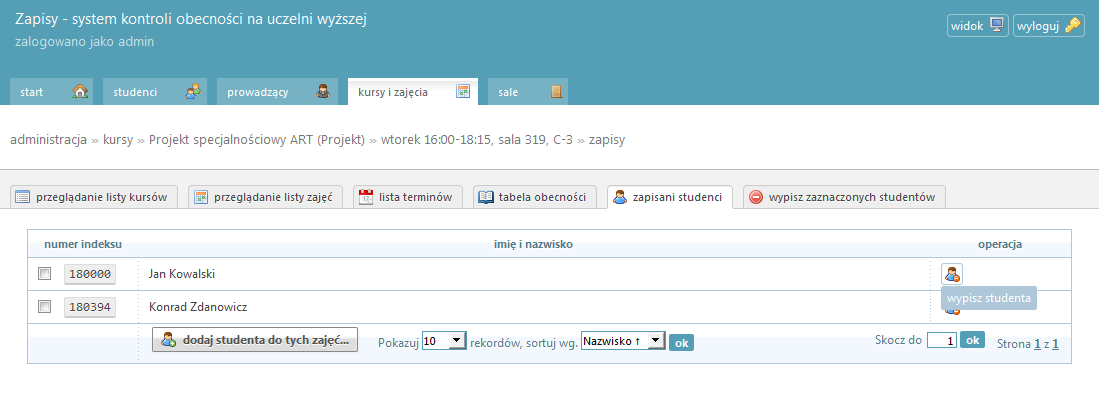 Zapisy - system kontroli obecności na uczelni wyższej
zalogowano jako admin
widok wyloguj
start studenci prowadzący kursy i zajęcia sale
administracja » kursy » Projekt specjalnościowy ART (Projekt) » wtorek 16:00-18:15, sala 319, C-3 » zapisy
przeglądanie listy kursów przeglądanie listy zajęć lista terminów tabela obecności zapisani studenci wypisz zaznaczonych studentów
numer indeksu imię i nazwisko operacja
180000 Jan Kowalski
wypisz studenta
180394 Konrad Zdanowicz
dodaj studenta do tych zajęć... Pokazuj 10 rekordów, sortuj wg. Nazwisko ↑ ok Skocz do 1 ok Strona 1 z 1